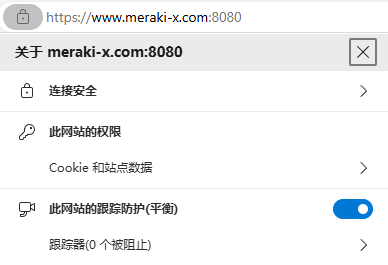 https://www.meraki-x.com:8080
关于 meraki-x.com:8080
连接安全
此网站的权限
Cookie 和站点数据
此网站的跟踪防护(平衡)
跟踪器(0 个被阻止)